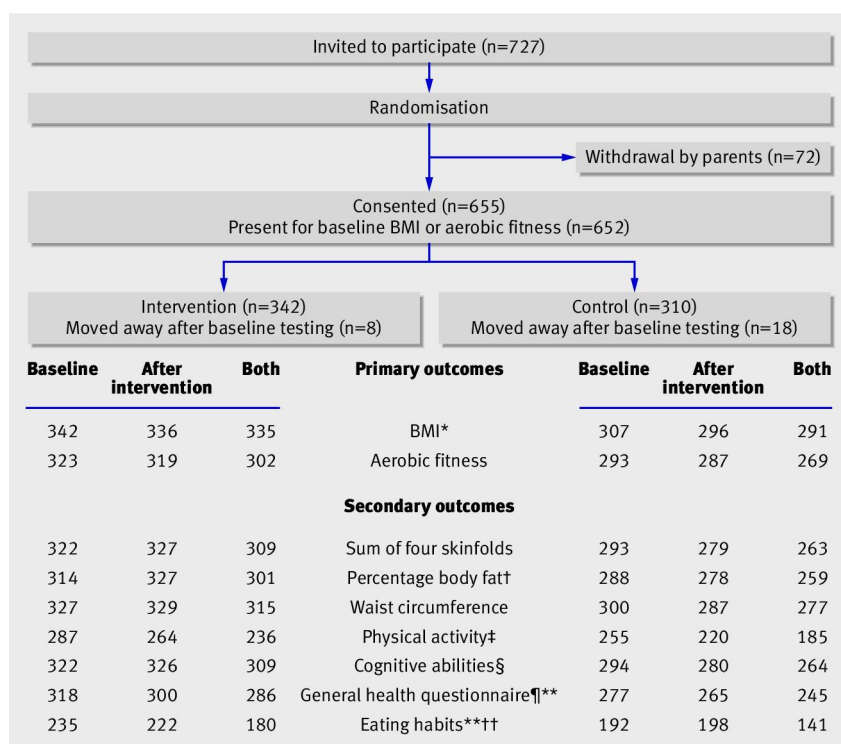 Invited to participate (n=727)
Randomisation
Withdrawal by parents (n=72)
Consented (n=655)
Present for baseline BMI or aerobic fitness (n=652)
Intervention (n=342)
Moved away after baseline testing (n=8)
Control (n=310)
Moved away after baseline testing (n=18)
Baseline After intervention Both Primary outcomes Baseline After intervention Both
342 336 335 BMI* 307 296 291
323 319 302 Aerobic fitness 293 287 269
Secondary outcomes
322 327 309 Sum of four skinfolds 293 279 263
314 327 301 Percentage body fat† 288 278 259
327 329 315 Waist circumference 300 287 277
287 264 236 Physical activity‡ 255 220 185
322 326 309 Cognitive abilities§ 294 280 264
318 300 286 General health questionnaire¶** 277 265 245
235 222 180 Eating habits**†† 192 198 141